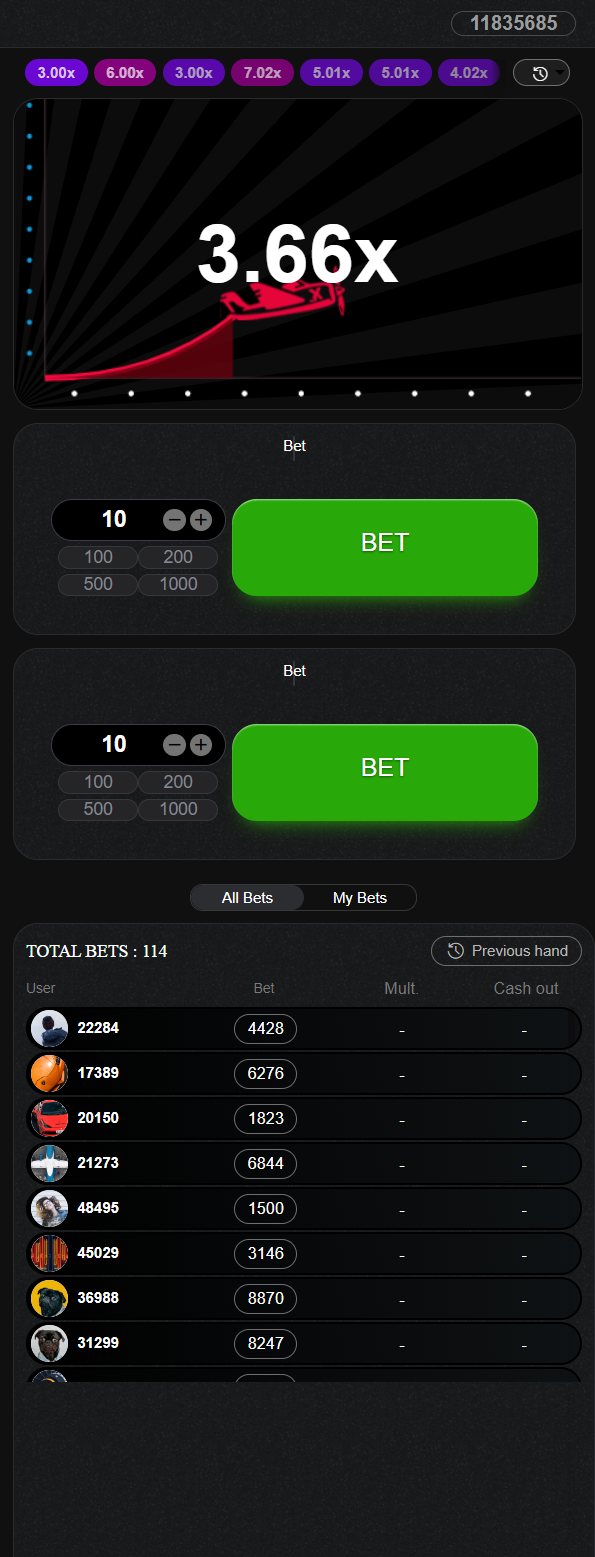 11835685
3.00x 6.00x 3.00x 7.02x 5.01x 5.01x 4.02x
3.66x
X
Bet
10
BET
100 200
500 1000
Bet
10
BET
100 200
500 1000
All Bets My Bets
TOTAL BETS : 114 Previous hand
User Bet Mult. Cash out
22284 4428 - -
17389 6276 - -
20150 1823 - -
21273 6844 - -
48495 1500 - -
45029 3146 - -
36988 8870 - -
31299 8247 - -